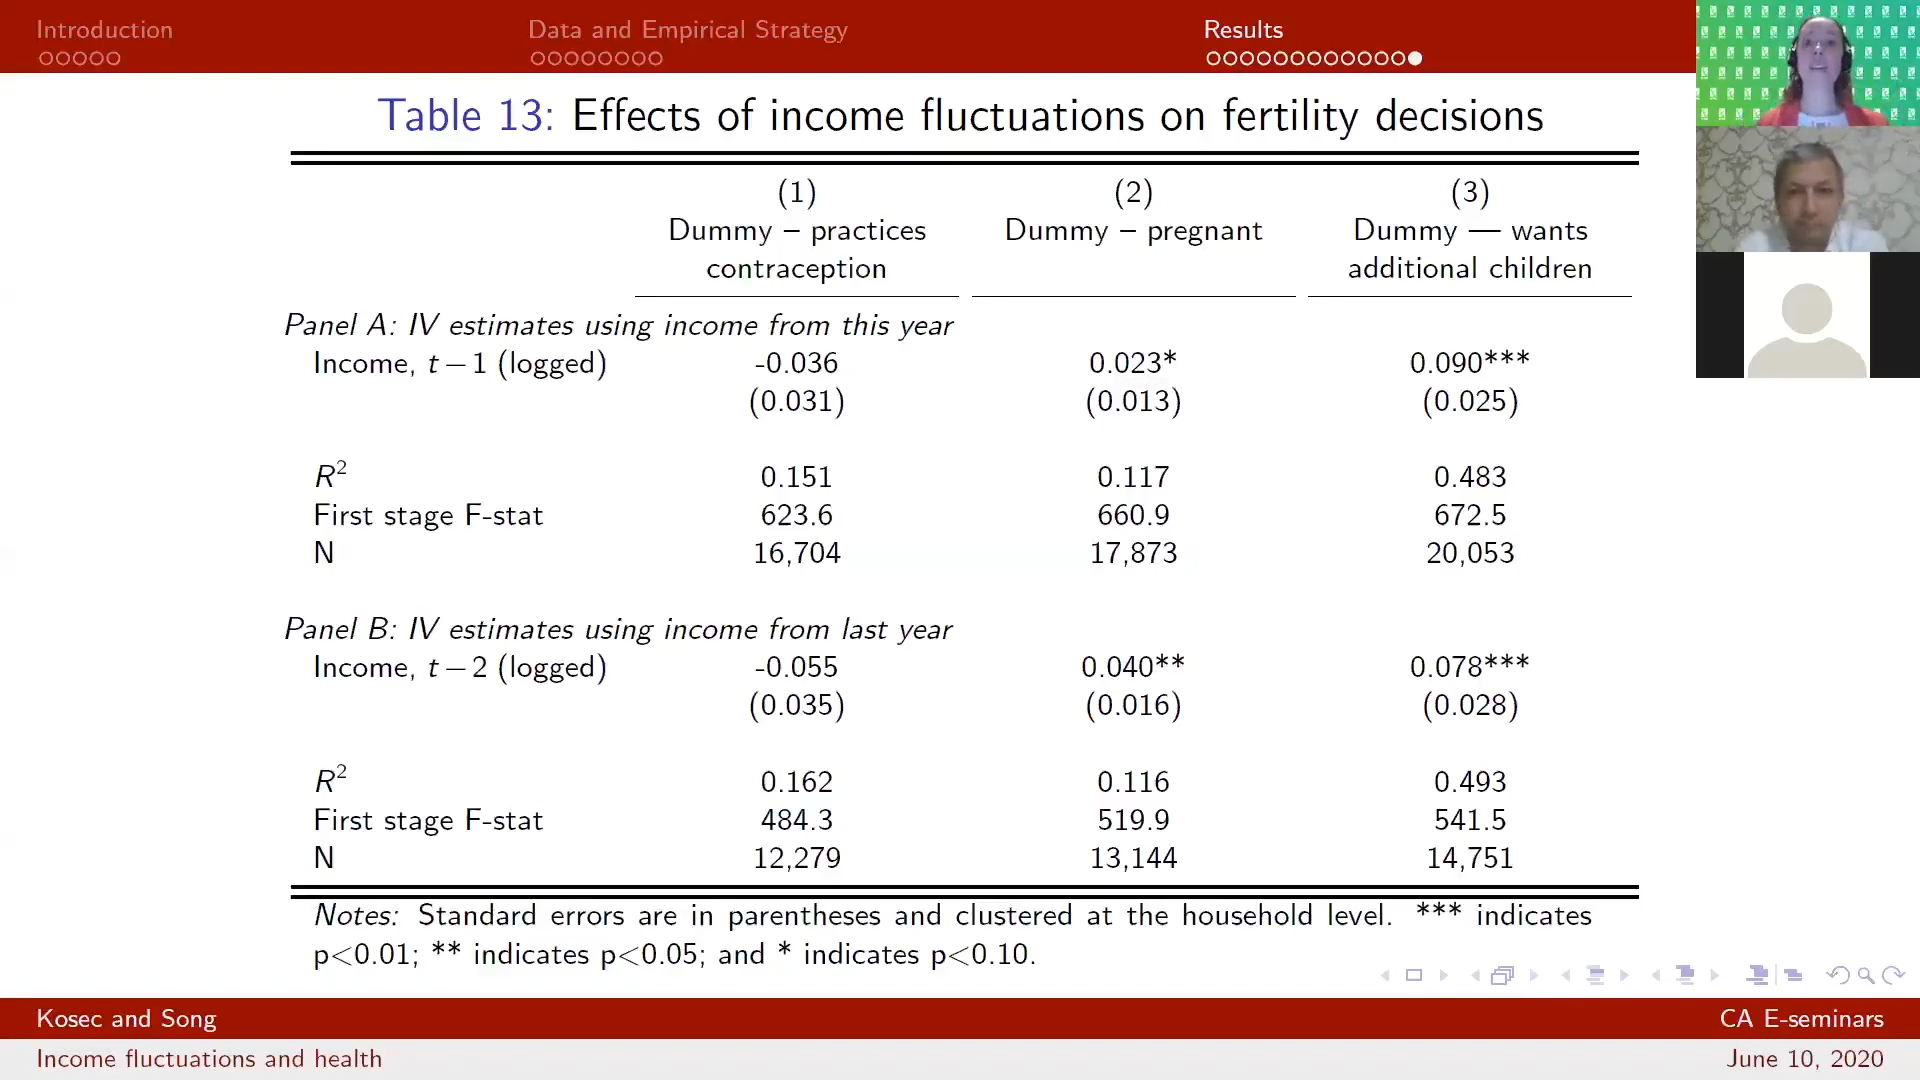 Introduction
Data and Empirical Strategy
Results
Table 13: Effects of income fluctuations on fertility decisions
(1) (2) (3)
Dummy – practices Dummy – pregnant Dummy — wants
contraception additional children
Panel A: IV estimates using income from this year
Income, t − 1 (logged) -0.036 0.023* 0.090***
(0.031) (0.013) (0.025)
R² 0.151 0.117 0.483
First stage F-stat 623.6 660.9 672.5
N 16,704 17,873 20,053
Panel B: IV estimates using income from last year
Income, t − 2 (logged) -0.055 0.040** 0.078***
(0.035) (0.016) (0.028)
R² 0.162 0.116 0.493
First stage F-stat 484.3 519.9 541.5
N 12,279 13,144 14,751
Notes: Standard errors are in parentheses and clustered at the household level. *** indicates
p<0.01; ** indicates p<0.05; and * indicates p<0.10.
Kosec and Song
CA E-seminars
Income fluctuations and health
June 10, 2020